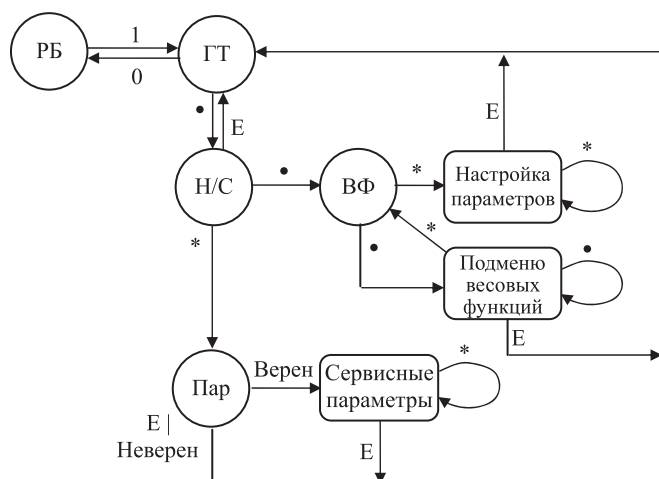 РБ
1
0
ГТ
•
E
E
Н/С
•
ВФ
*
Настройка
параметров
*
*
•
Подменю
весовых
функций
•
E
*
Пар
Верен
Сервисные
параметры
*
E |
Неверен
E